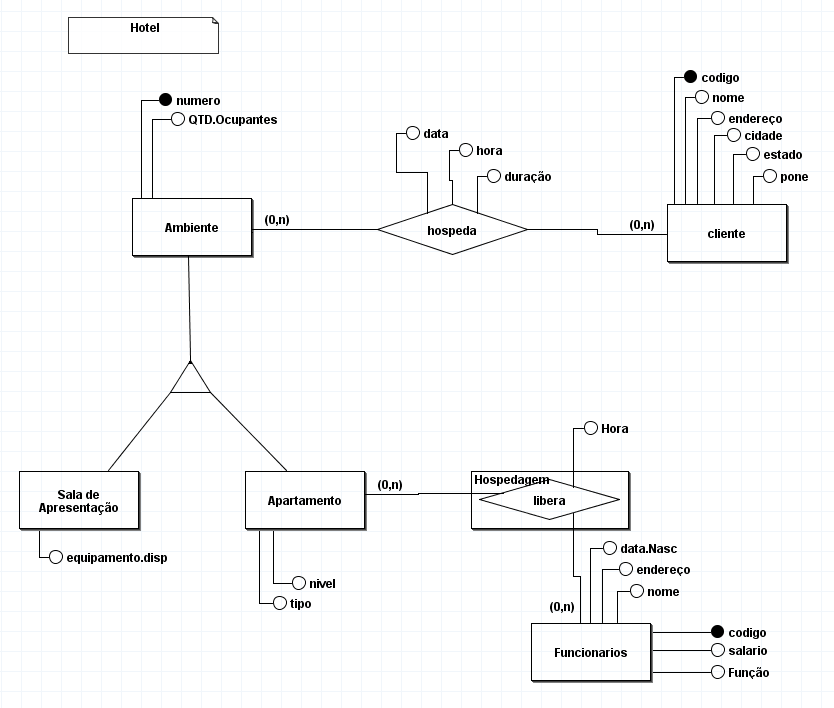 Hotel
codigo
nome
endereço
cidade
estado
pone
numero
QTD.Ocupantes
data
hora
duração
Ambiente
(0,n)
hospeda
(0,n)
cliente
Hora
Sala de
Apresentação
Apartamento
(0,n)
Hospedagem
libera
equipamento.disp
nivel
tipo
data.Nasc
endereço
nome
(0,n)
Funcionarios
codigo
salario
Função